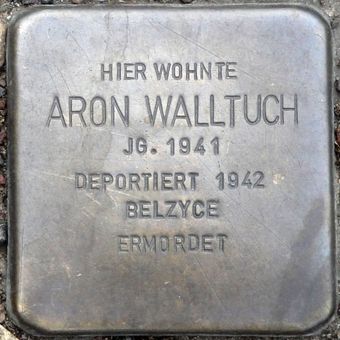 HIER WOHNTE
ARON WALLTUCH
JG. 1941
DEPORTIERT 1942
BELZYCE
ERMORDET